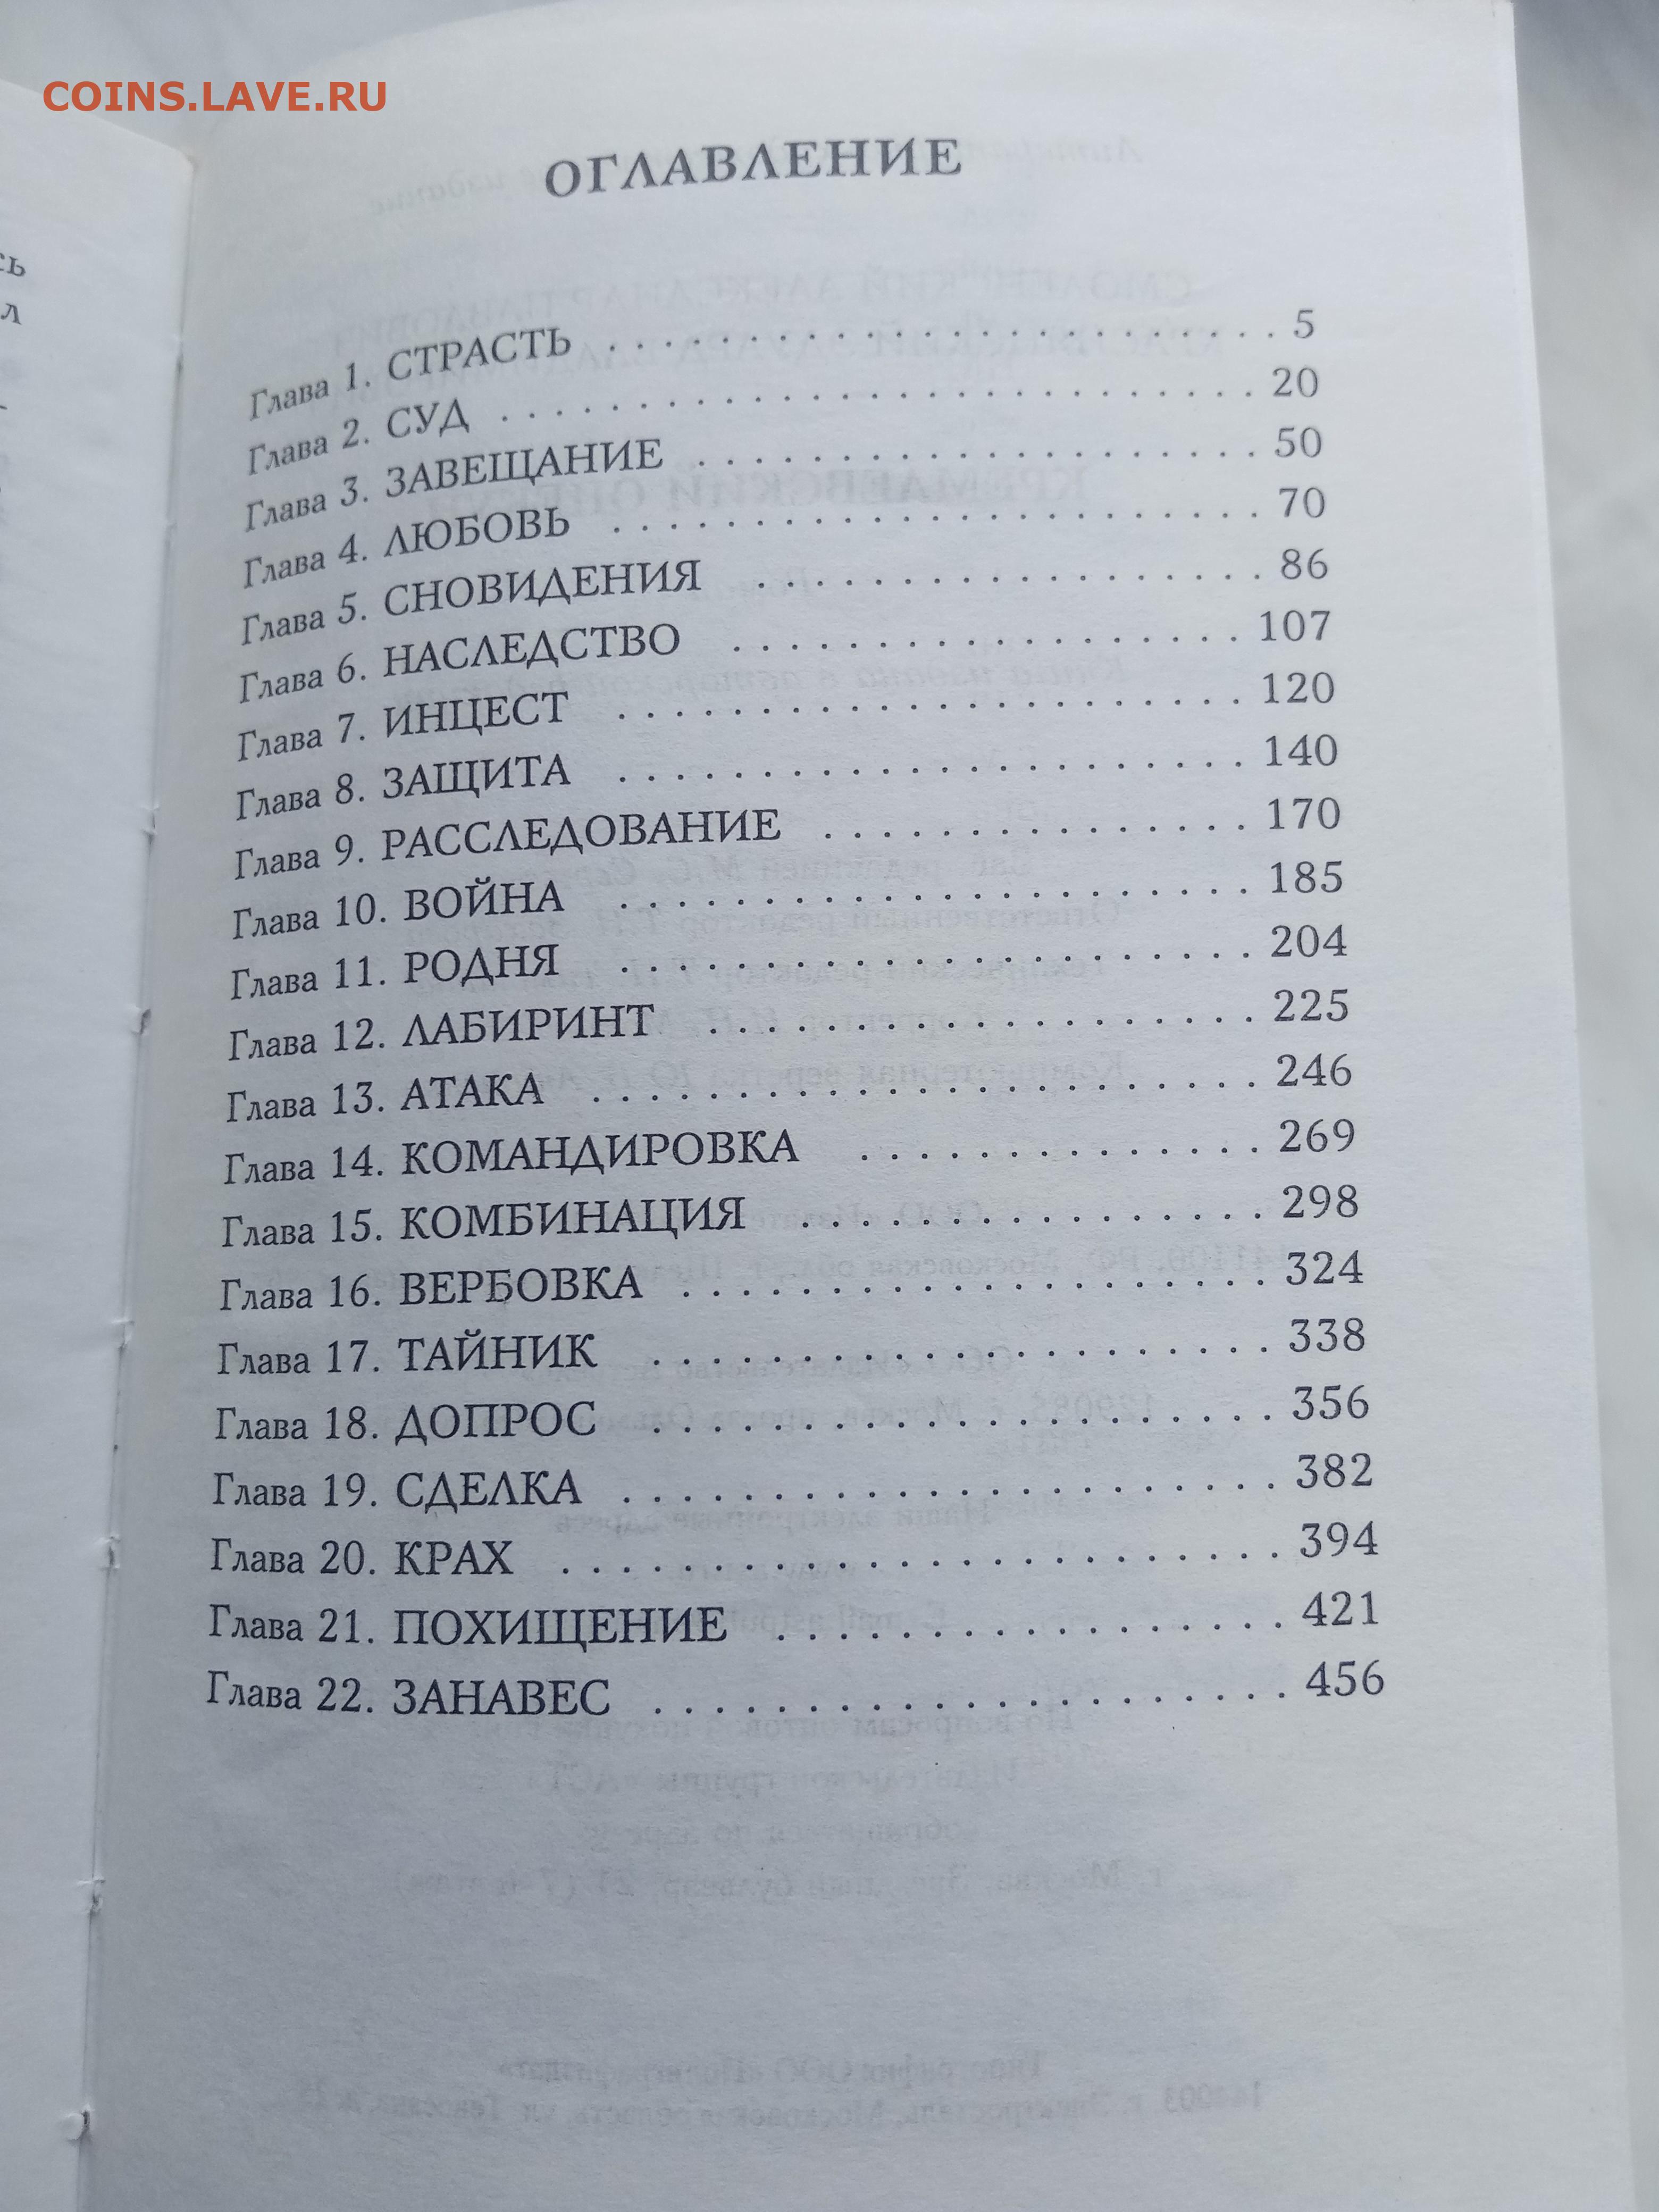 COINS.LAVE.RU
ОГЛАВЛЕНИЕ
сь
л
Глава 1. СТРАСТЬ . . . . . . . . . . . . . . . . . . . . . . . . 5
Глава 2. СУД . . . . . . . . . . . . . . . . . . . . . . . . . . . . 20
Глава 3. ЗАВЕЩАНИЕ . . . . . . . . . . . . . . . . . . . . 50
Глава 4. ЛЮБОВЬ . . . . . . . . . . . . . . . . . . . . . . . 70
Глава 5. СНОВИДЕНИЯ . . . . . . . . . . . . . . . . . . 86
Глава 6. НАСЛЕДСТВО . . . . . . . . . . . . . . . . . . 107
Глава 7. ИНЦЕСТ . . . . . . . . . . . . . . . . . . . . . . 120
Глава 8. ЗАЩИТА . . . . . . . . . . . . . . . . . . . . . . 140
Глава 9. РАССЛЕДОВАНИЕ . . . . . . . . . . . . . . . 170
Глава 10. ВОЙНА . . . . . . . . . . . . . . . . . . . . . . 185
Глава 11. РОДНЯ . . . . . . . . . . . . . . . . . . . . . . 204
Глава 12. ЛАБИРИНТ . . . . . . . . . . . . . . . . . . . 225
Глава 13. АТАКА . . . . . . . . . . . . . . . . . . . . . . . 246
Глава 14. КОМАНДИРОВКА . . . . . . . . . . . . . . 269
Глава 15. КОМБИНАЦИЯ . . . . . . . . . . . . . . . . 298
Глава 16. ВЕРБОВКА . . . . . . . . . . . . . . . . . . . . 324
Глава 17. ТАЙНИК . . . . . . . . . . . . . . . . . . . . . 338
Глава 18. ДОПРОС . . . . . . . . . . . . . . . . . . . . . 356
Глава 19. СДЕЛКА . . . . . . . . . . . . . . . . . . . . . . 382
Глава 20. КРАХ . . . . . . . . . . . . . . . . . . . . . . . . 394
Глава 21. ПОХИЩЕНИЕ . . . . . . . . . . . . . . . . . 421
Глава 22. ЗАНАВЕС . . . . . . . . . . . . . . . . . . . . . 456